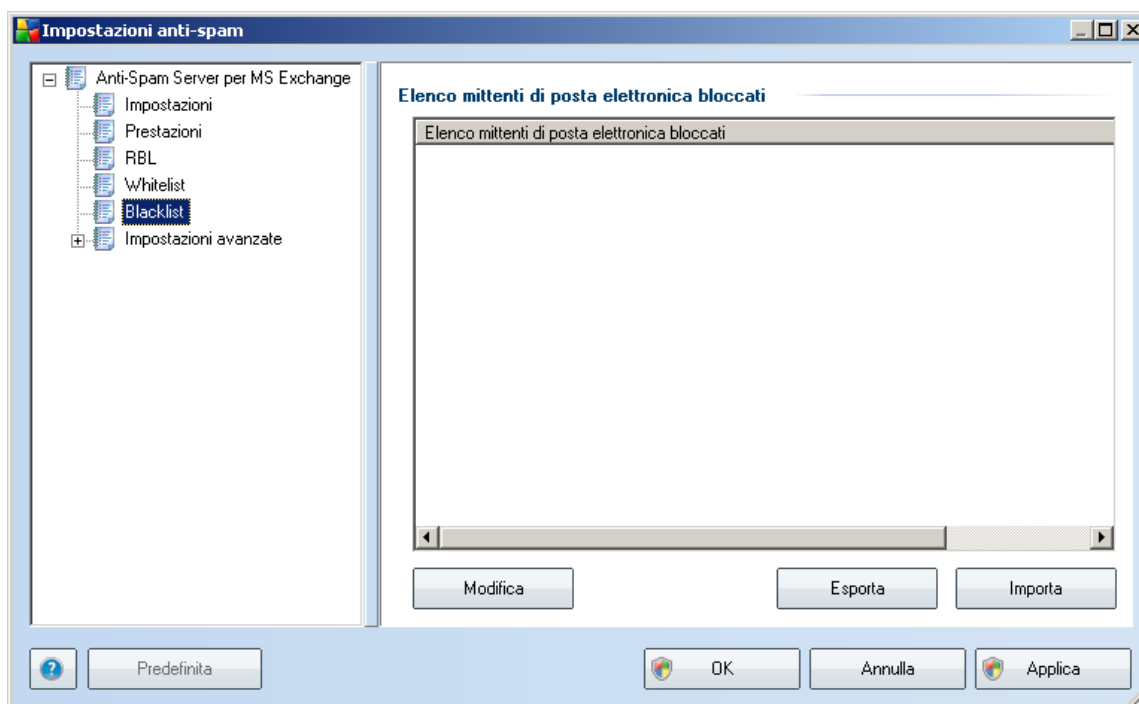 Impostazioni anti-spam
Anti-Spam Server per MS Exchange
Impostazioni
Prestazioni
RBL
Whitelist
Blacklist
Impostazioni avanzate
Elenco mittenti di posta elettronica bloccati
Elenco mittenti di posta elettronica bloccati
Modifica
Esporta
Importa
?
Predefinita
OK
Annulla
Applica